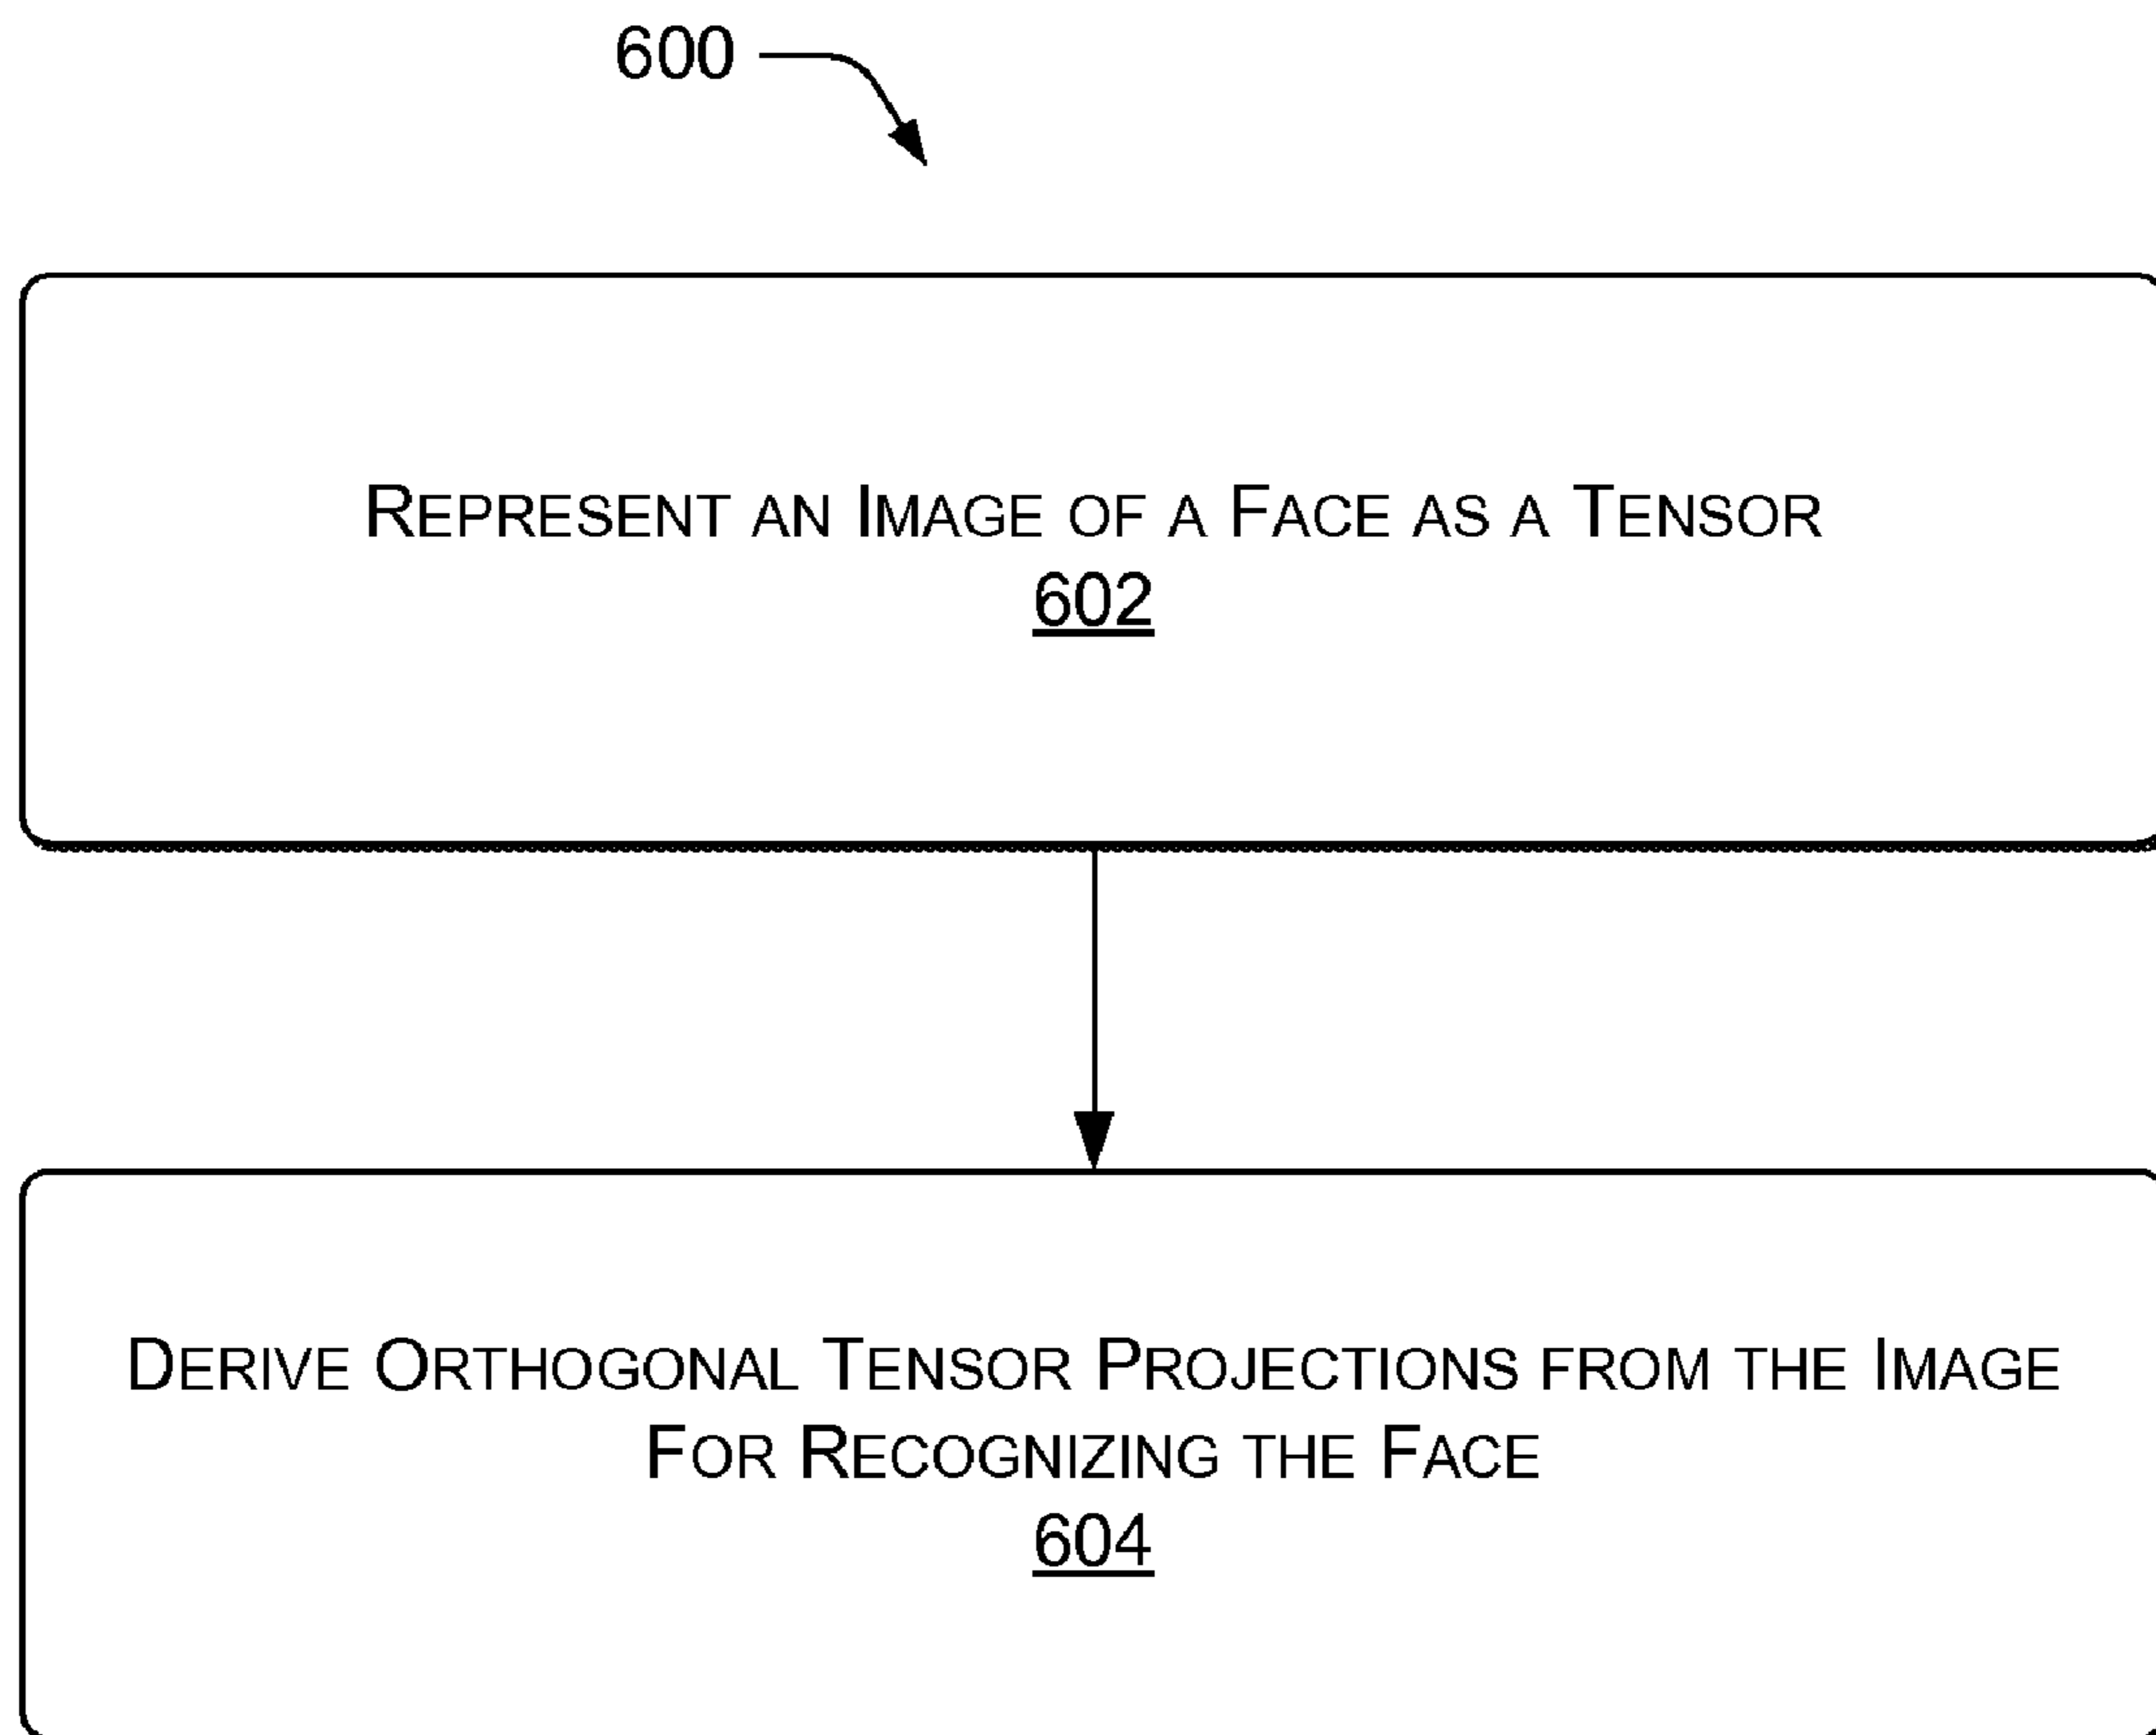 600
REPRESENT AN IMAGE OF A FACE AS A TENSOR
602
DERIVE ORTHOGONAL TENSOR PROJECTIONS FROM THE IMAGE
FOR RECOGNIZING THE FACE
604